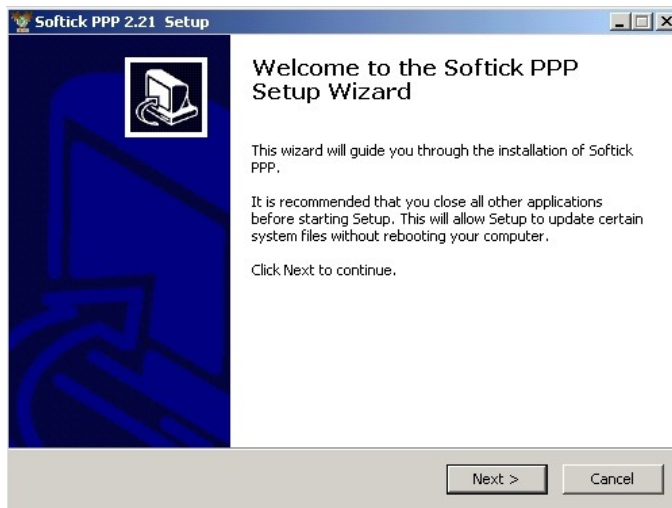 Softick PPP 2.21 Setup
Welcome to the Softick PPP
Setup Wizard
This wizard will guide you through the installation of Softick
PPP.
It is recommended that you close all other applications
before starting Setup. This will allow Setup to update certain
system files without rebooting your computer.
Click Next to continue.
Next >
Cancel